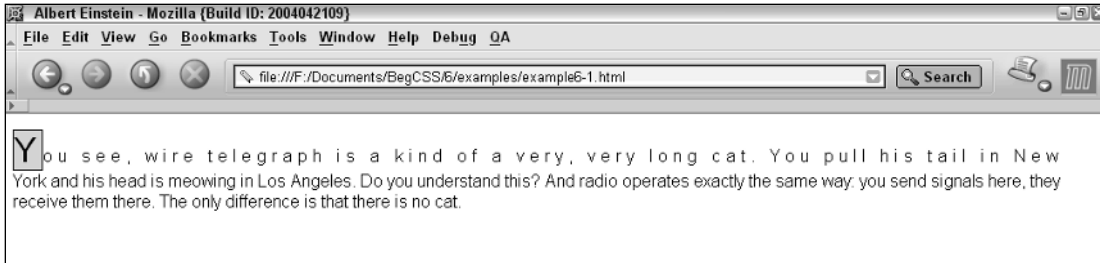 Albert Einstein - Mozilla {Build ID: 2004042109}
File Edit View Go Bookmarks Tools Window Help Debug QA
file:///F:/Documents/BegCSS/6/examples/example6-1.html Search
You see, wire telegraph is a kind of a very, very long cat. You pull his tail in New
York and his head is meowing in Los Angeles. Do you understand this? And radio operates exactly the same way: you send signals here, they
receive them there. The only difference is that there is no cat.